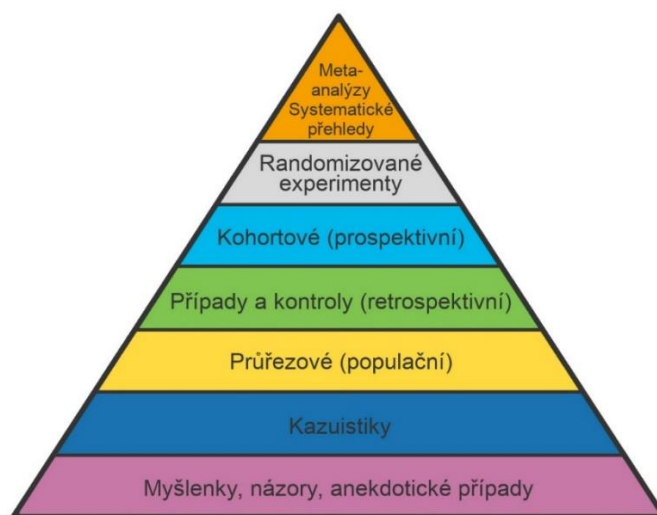 Meta-
analýzy
Systematické
přehledy
Randomizované
experimenty
Kohortové (prospektivní)
Případy a kontroly (retrospektivní)
Průřezové (populační)
Kazuistiky
Myšlenky, názory, anekdotické případy